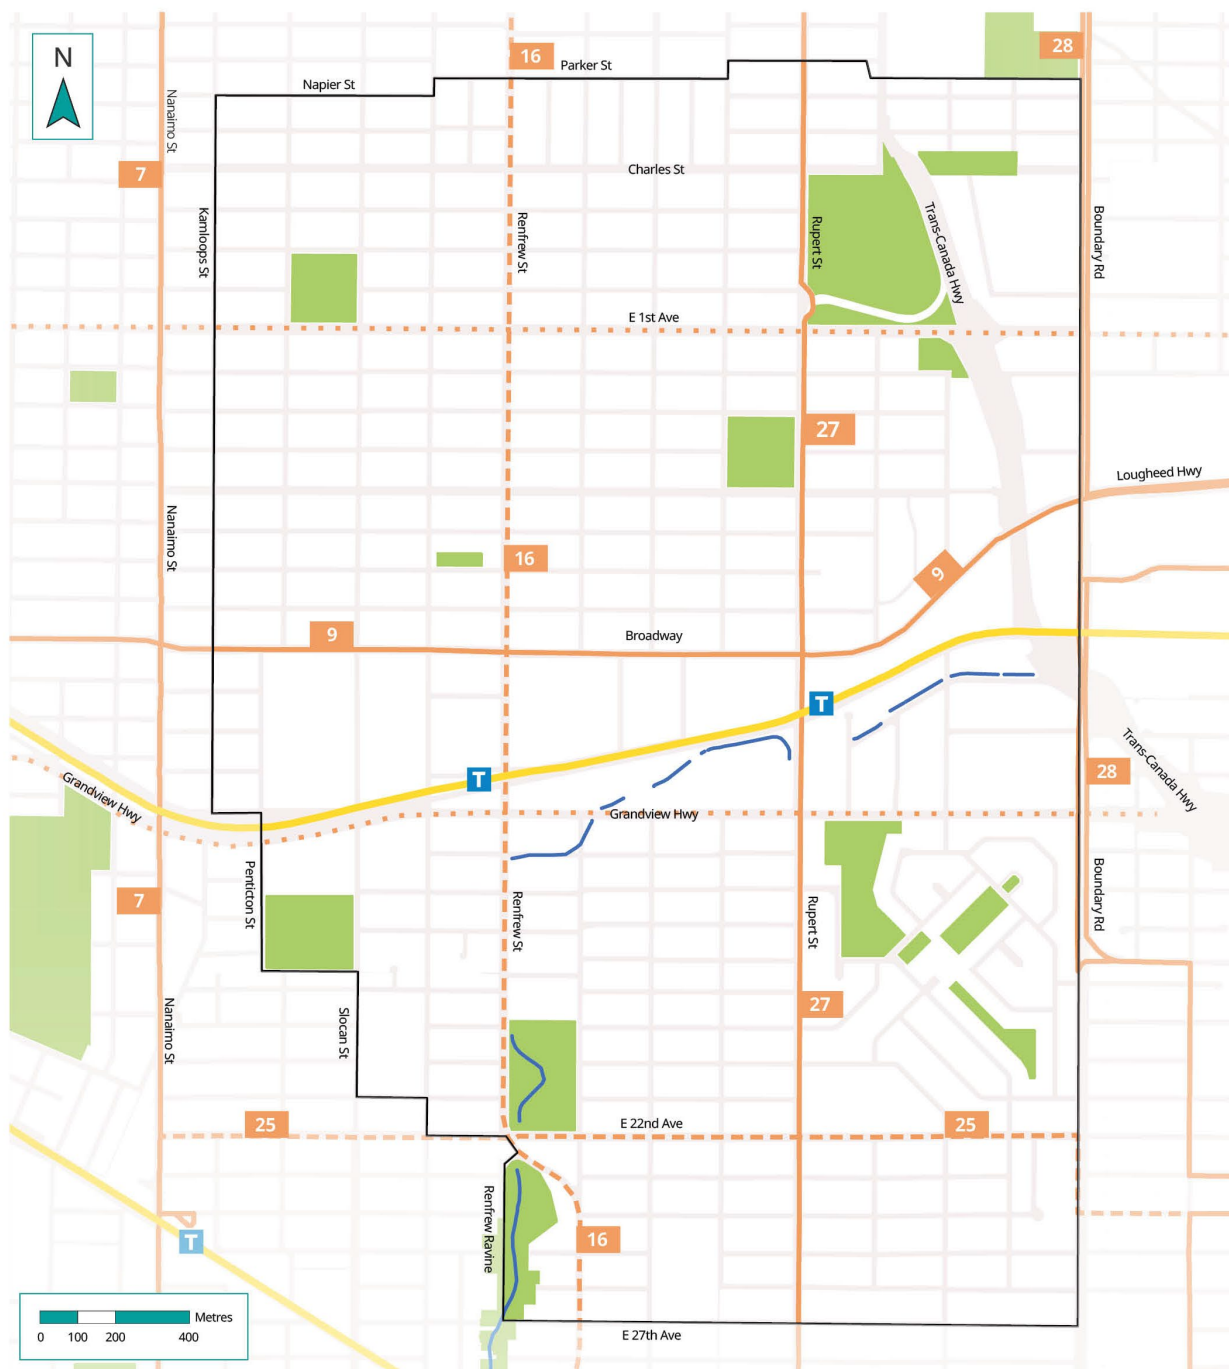 N
16
Parker St
28
Napier St
Nanaimo St
7
Charles St
Kamloops St
Renfrew St
Rupert St
Trans-Canada Hwy
Boundary Rd
E 1st Ave
27
Lougheed Hwy
Nanaimo St
16
9
9
Broadway
T
T
Grandview Hwy
Grandview Hwy
28
Trans-Canada Hwy
7
Penticton St
Renfrew St
Rupert St
Boundary Rd
27
Nanaimo St
Slocan St
25
E 22nd Ave
25
Renfrew Ravine
16
T
Metres
0 100 200 400
E 27th Ave